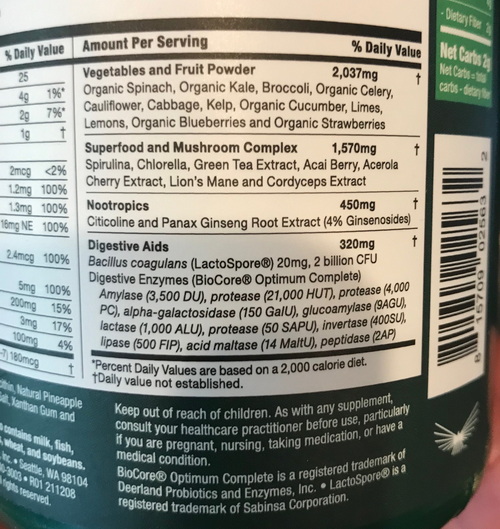 - Dietary Fiber
Net Carbs 2g
Net Carbs = total
carbs - dietary fiber
% Daily Value
25
4g 1%*
2g 7%*
1g †
2mcg <2%
1.2mg 100%
1.3mg 100%
16mg NE 100%
2.4mcg 100%
5mg 100%
200mg 15%
3mg 17%
100mg 4%
180mcg †
Amount Per Serving % Daily Value
Vegetables and Fruit Powder 2,037mg †
Organic Spinach, Organic Kale, Broccoli, Organic Celery,
Cauliflower, Cabbage, Kelp, Organic Cucumber, Limes,
Lemons, Organic Blueberries and Organic Strawberries
Superfood and Mushroom Complex 1,570mg †
Spirulina, Chlorella, Green Tea Extract, Acai Berry, Acerola
Cherry Extract, Lion's Mane and Cordyceps Extract
Nootropics 450mg †
Citicoline and Panax Ginseng Root Extract (4% Ginsenosides)
Digestive Aids 320mg †
Bacillus coagulans (LactoSpore®) 20mg, 2 billion CFU
Digestive Enzymes (BioCore® Optimum Complete)
Amylase (3,500 DU), protease (21,000 HUT), protease (4,000
PC), alpha-galactosidase (150 GalU), glucoamylase (9AGU),
lactase (1,000 ALU), protease (50 SAPU), invertase (400SU),
lipase (500 FIP), acid maltase (14 MaltU), peptidase (2AP)
*Percent Daily Values are based on a 2,000 calorie diet.
†Daily value not established.
Natural Pineapple
Xanthan Gum and
contains milk, fish,
wheat, and soybeans.
Inc. • Seattle, WA 98104
-3003 • R01 211208
rights reserved.
Keep out of reach of children. As with any supplement,
consult your healthcare practitioner before use, particularly
if you are pregnant, nursing, taking medication, or have a
medical condition.
BioCore® Optimum Complete is a registered trademark of
Deerland Probiotics and Enzymes, Inc. • LactoSpore® is a
registered trademark of Sabinsa Corporation.
8 15709 02563